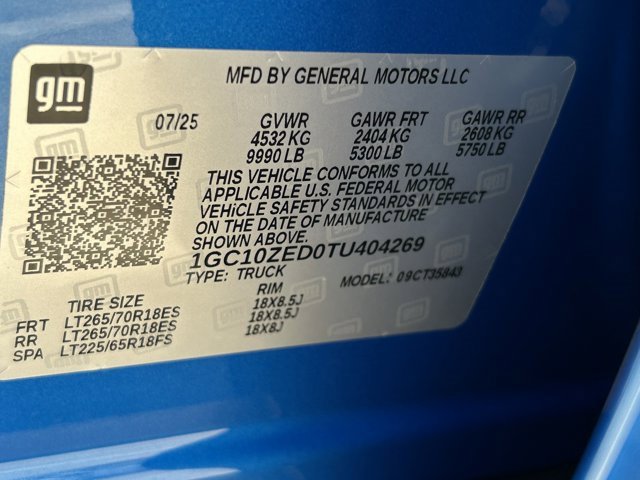 gm
MFD BY GENERAL MOTORS LLC
07/25 GVWR GAWR FRT GAWR RR
4532 KG 2404 KG 2608 KG
9990 LB 5300 LB 5750 LB
THIS VEHICLE CONFORMS TO ALL
APPLICABLE U.S. FEDERAL MOTOR
VEHiCLE SAFETY STANDARDS IN EFFECT
ON THE DATE OF MANUFACTURE
SHOWN ABOVE.
1GC10ZED0TU404269
TYPE: TRUCK MODEL: 09CT35843
TIRE SIZE RIM
FRT LT265/70R18ES 18X8.5J
RR LT265/70R18ES 18X8.5J
SPA LT225/65R18FS 18X8J